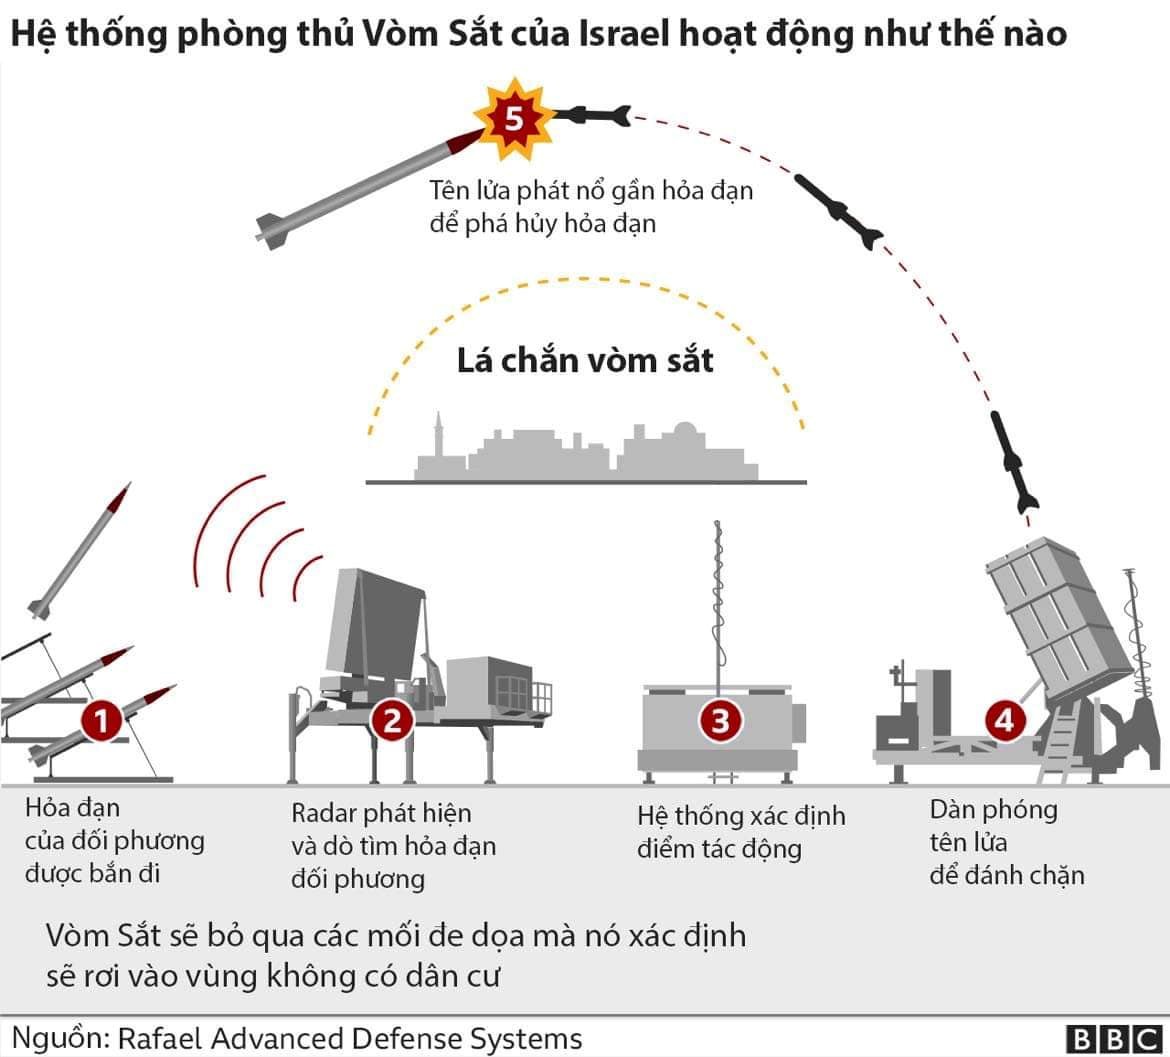 Hệ thống phòng thủ Vòm Sắt của Israel hoạt động như thế nào
5
Tên lửa phát nổ gần hỏa đạn
để phá hủy hỏa đạn
Lá chắn vòm sắt
1
2
3
4
Hỏa đạn
của đối phương
được bắn đi
Radar phát hiện
và dò tìm hỏa đạn
đối phương
Hệ thống xác định
điểm tác động
Dàn phóng
tên lửa
để đánh chặn
Vòm Sắt sẽ bỏ qua các mối đe dọa mà nó xác định
sẽ rơi vào vùng không có dân cư
Nguồn: Rafael Advanced Defense Systems
BBC